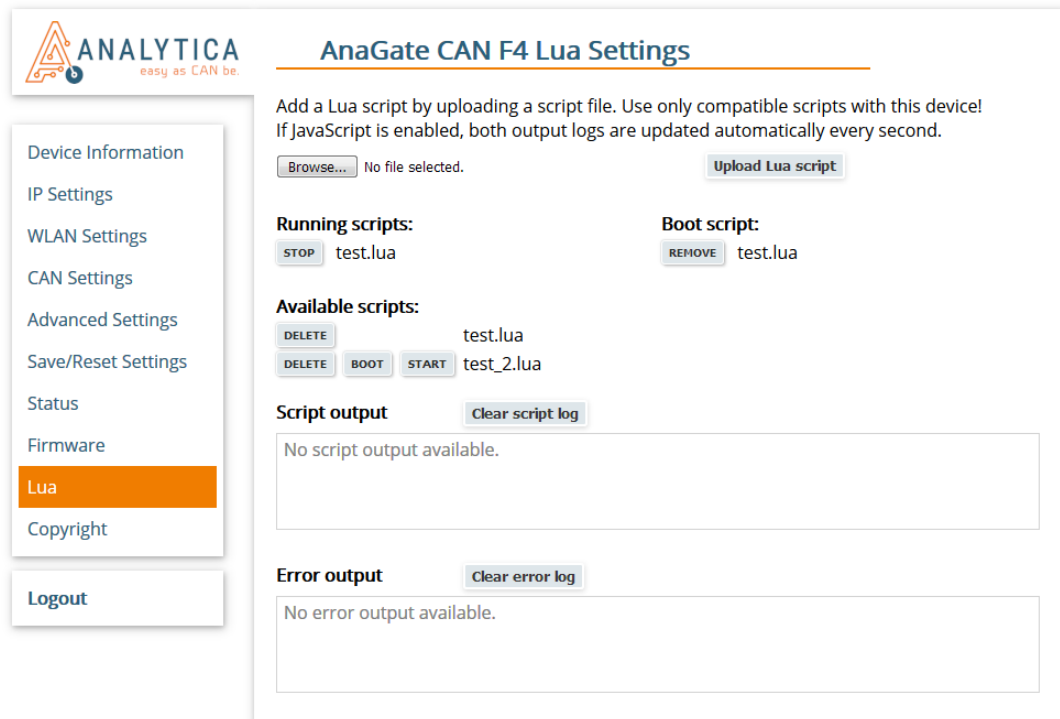 ANALYTICA
easy as CAN be.
AnaGate CAN F4 Lua Settings
Add a Lua script by uploading a script file. Use only compatible scripts with this device!
If JavaScript is enabled, both output logs are updated automatically every second.
Browse... No file selected. Upload Lua script
Device Information
IP Settings
WLAN Settings
CAN Settings
Advanced Settings
Save/Reset Settings
Status
Firmware
Lua
Copyright
Logout
Running scripts: Boot script:
STOP test.lua REMOVE test.lua
Available scripts:
DELETE test.lua
DELETE BOOT START test_2.lua
Script output Clear script log
No script output available.
Error output Clear error log
No error output available.